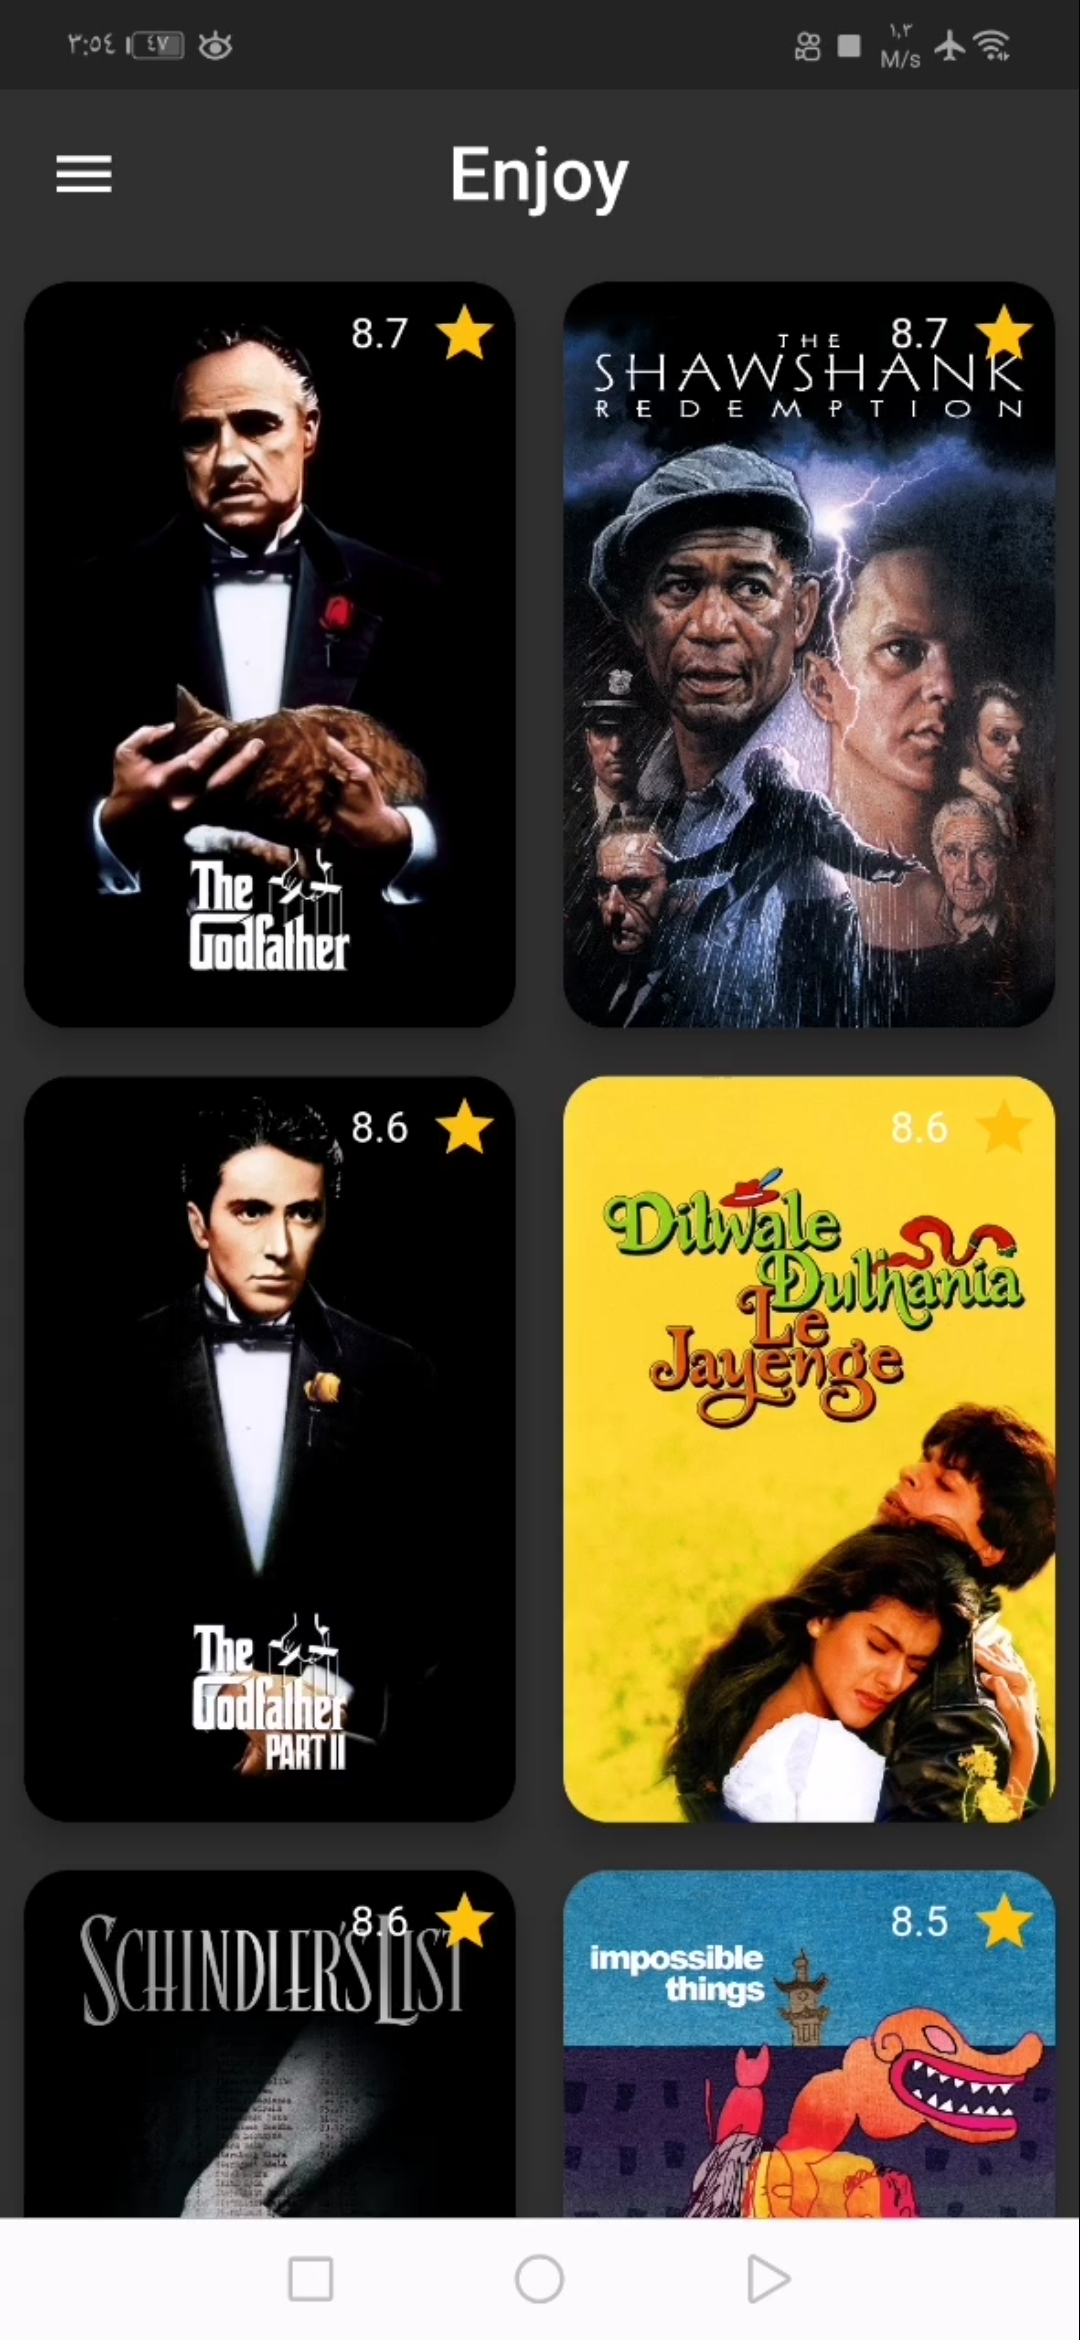 ٣:٥٤ ٤٧ ١,٣ M/s
Enjoy
8.7
The
Godfather
8.7
THE
SHAWSHANK
REDEMPTION
8.6
The
Godfather
PART II
8.6
Dilwale
Dulhania
Le
Jayenge
8.6
SCHINDLER'S LIST
8.5
impossible
things